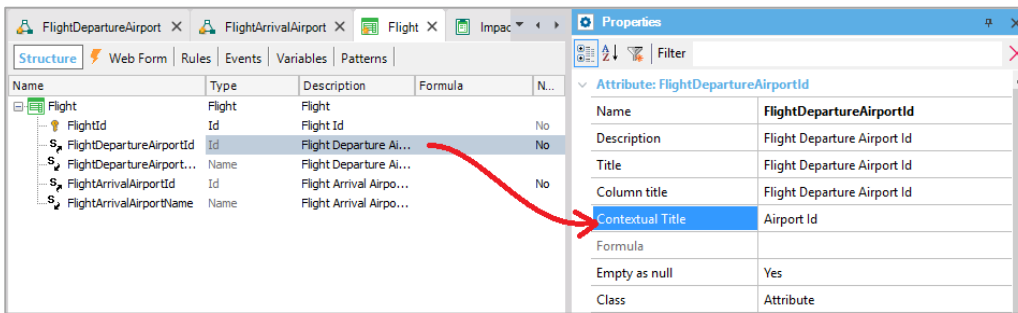 FlightDepartureAirport X FlightArrivalAirport X Flight X Impac
Structure Web Form Rules Events Variables Patterns
Name Type Description Formula N...
Flight Flight Flight
FlightId Id Flight Id No
FlightDepartureAirportId Id Flight Departure Ai... No
FlightDepartureAirport... Name Flight Departure Ai...
FlightArrivalAirportId Id Flight Arrival Airpo... No
FlightArrivalAirportName Name Flight Arrival Airpo...
Properties
Filter
Attribute: FlightDepartureAirportId
Name FlightDepartureAirportId
Description Flight Departure Airport Id
Title Flight Departure Airport Id
Column title Flight Departure Airport Id
Contextual Title Airport Id
Formula
Empty as null Yes
Class Attribute